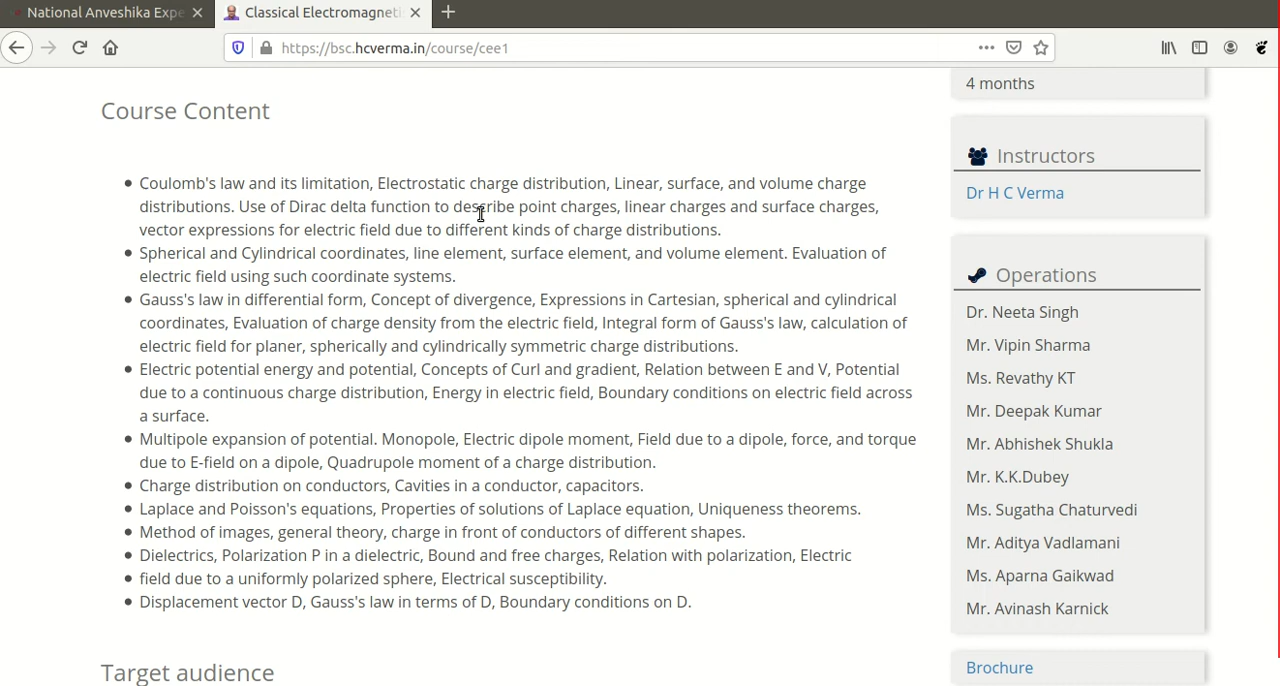 National Anveshika Expe
Classical Electromagneti
https://bsc.hcverma.in/course/cee1
4 months
Course Content
Instructors
Dr H C Verma
• Coulomb's law and its limitation, Electrostatic charge distribution, Linear, surface, and volume charge
distributions. Use of Dirac delta function to describe point charges, linear charges and surface charges,
vector expressions for electric field due to different kinds of charge distributions.
• Spherical and Cylindrical coordinates, line element, surface element, and volume element. Evaluation of
electric field using such coordinate systems.
• Gauss's law in differential form, Concept of divergence, Expressions in Cartesian, spherical and cylindrical
coordinates, Evaluation of charge density from the electric field, Integral form of Gauss's law, calculation of
electric field for planer, spherically and cylindrically symmetric charge distributions.
• Electric potential energy and potential, Concepts of Curl and gradient, Relation between E and V, Potential
due to a continuous charge distribution, Energy in electric field, Boundary conditions on electric field across
a surface.
• Multipole expansion of potential. Monopole, Electric dipole moment, Field due to a dipole, force, and torque
due to E-field on a dipole, Quadrupole moment of a charge distribution.
• Charge distribution on conductors, Cavities in a conductor, capacitors.
• Laplace and Poisson's equations, Properties of solutions of Laplace equation, Uniqueness theorems.
• Method of images, general theory, charge in front of conductors of different shapes.
• Dielectrics, Polarization P in a dielectric, Bound and free charges, Relation with polarization, Electric
• field due to a uniformly polarized sphere, Electrical susceptibility.
• Displacement vector D, Gauss's law in terms of D, Boundary conditions on D.
Operations
Dr. Neeta Singh
Mr. Vipin Sharma
Ms. Revathy KT
Mr. Deepak Kumar
Mr. Abhishek Shukla
Mr. K.K.Dubey
Ms. Sugatha Chaturvedi
Mr. Aditya Vadlamani
Ms. Aparna Gaikwad
Mr. Avinash Karnick
Brochure
Target audience